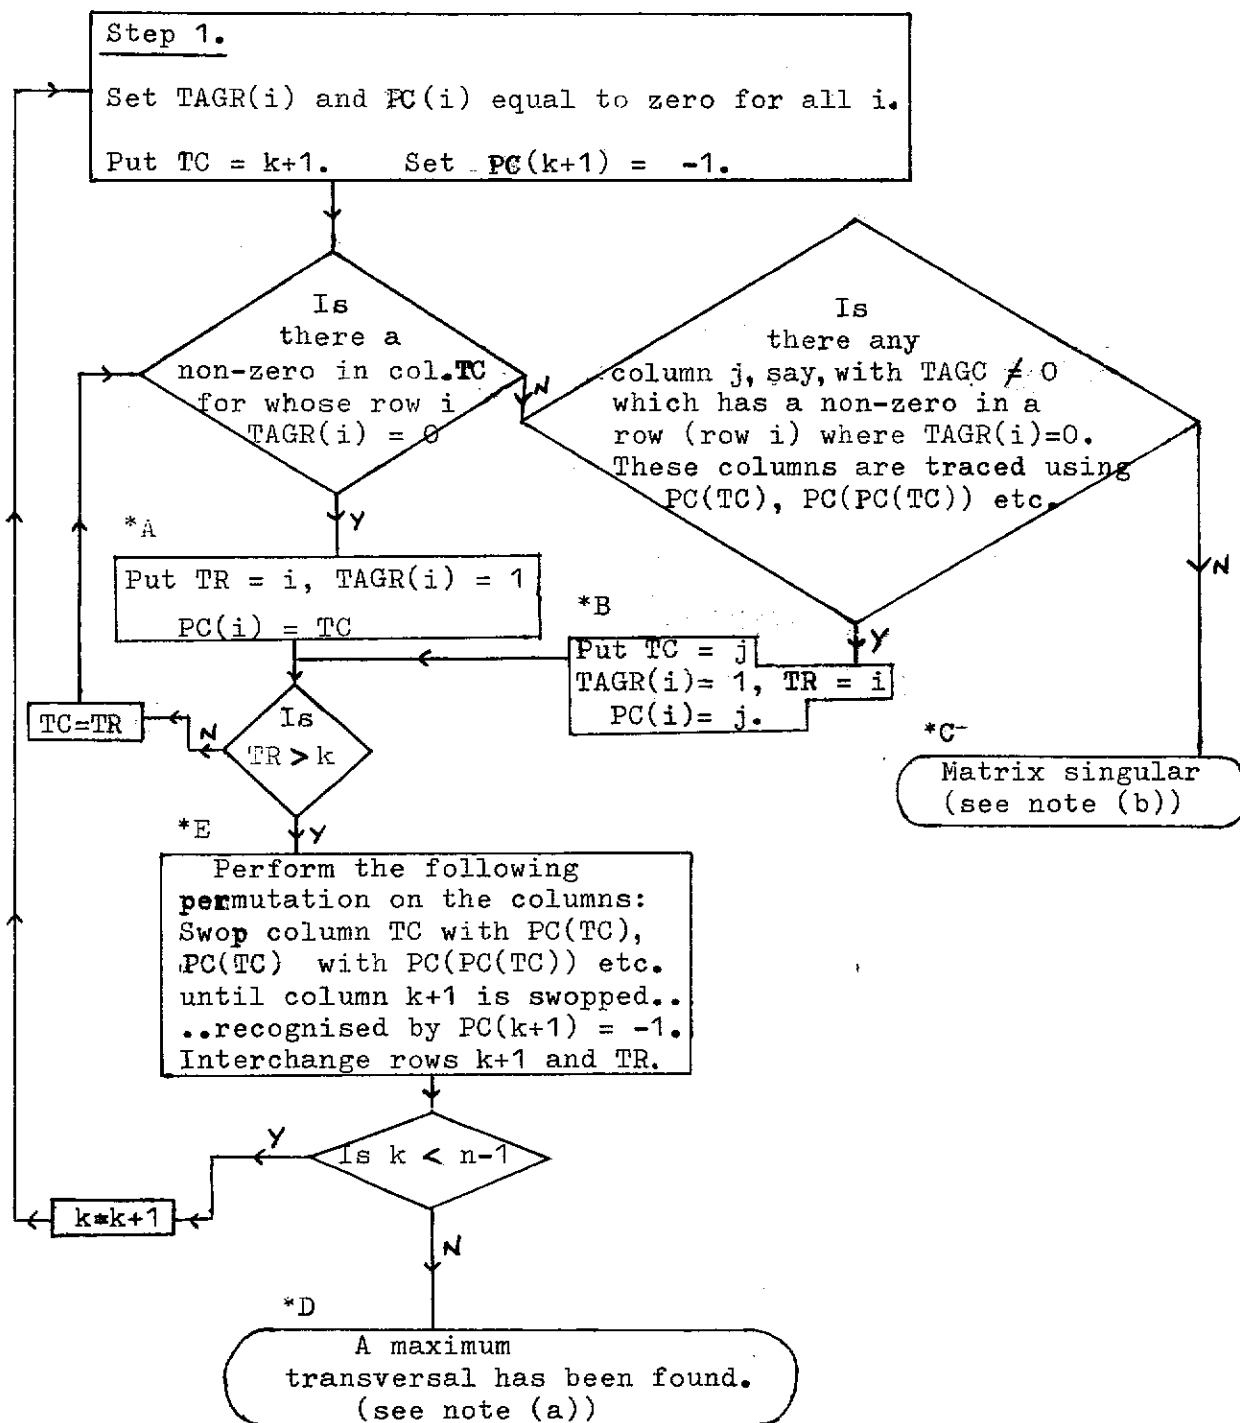 Step 1.
Set TAGR(i) and PC(i) equal to zero for all i.
Put TC = k+1. Set PC(k+1) = -1.
Is
there a
non-zero in col.TC
for whose row i
TAGR(i) = 0
N
Y
Is
there any
column j, say, with TAGC ≠ 0
which has a non-zero in a
row (row i) where TAGR(i)=0.
These columns are traced using
PC(TC), PC(PC(TC)) etc.
Y
N
*A
Put TR = i, TAGR(i) = 1
PC(i) = TC
*B
Put TC = j
TAGR(i)= 1, TR = i
PC(i)= j.
TC=TR
N
Is
TR > k
Y
*C
Matrix singular
(see note (b))
*E
Perform the following
permutation on the columns:
Swop column TC with PC(TC),
PC(TC) with PC(PC(TC)) etc.
until column k+1 is swopped..
..recognised by PC(k+1) = -1.
Interchange rows k+1 and TR.
Y
Is k < n-1
k=k+1
N
*D
A maximum
transversal has been found.
(see note (a))